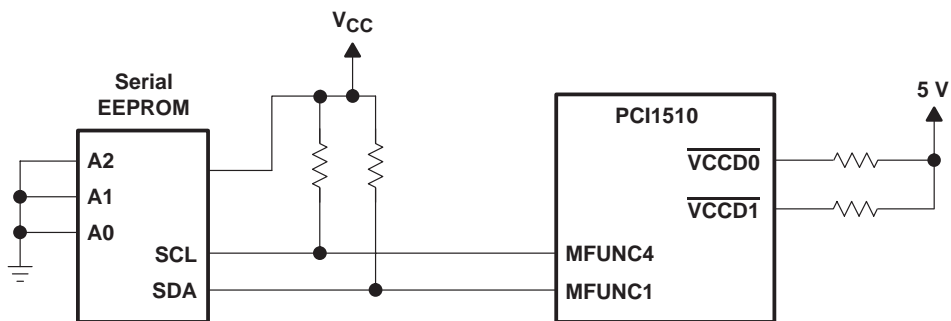 VCC
Serial
EEPROM
5 V
PCI1510
A2
VCCD0
A1
VCCD1
A0
SCL
MFUNC4
SDA
MFUNC1